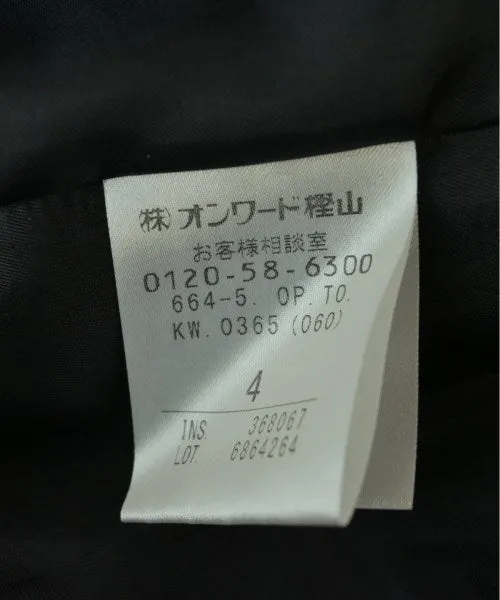 (株)オンワード樫山
お客様相談室
0120-58-6300
664-5. OP. TO.
KW. 0365 (060)
4
INS. 368067
LOT. 6864264